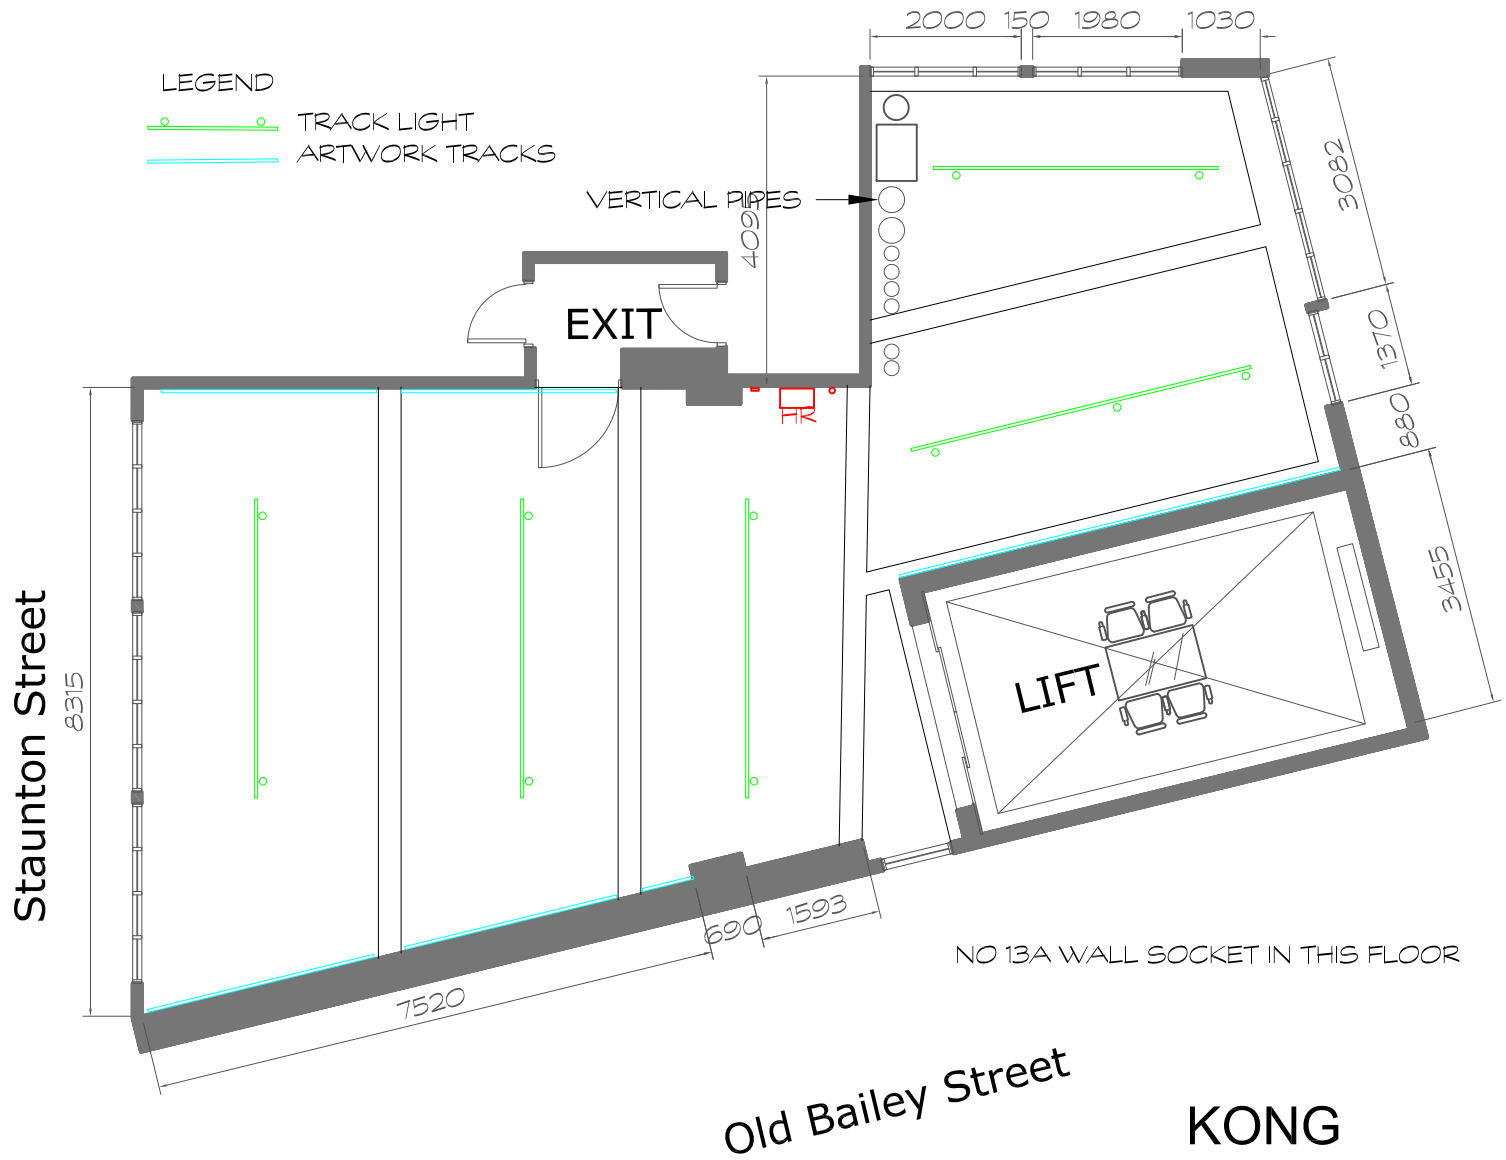 2000 150 1980 1030
LEGEND
TRACK LIGHT
ARTWORK TRACKS
VERTICAL PIPES
3082
EXIT
1370
HR
880
3455
Staunton Street
8315
LIFT
690
1593
NO 13A WALL SOCKET IN THIS FLOOR
7520
Old Bailey Street
KONG